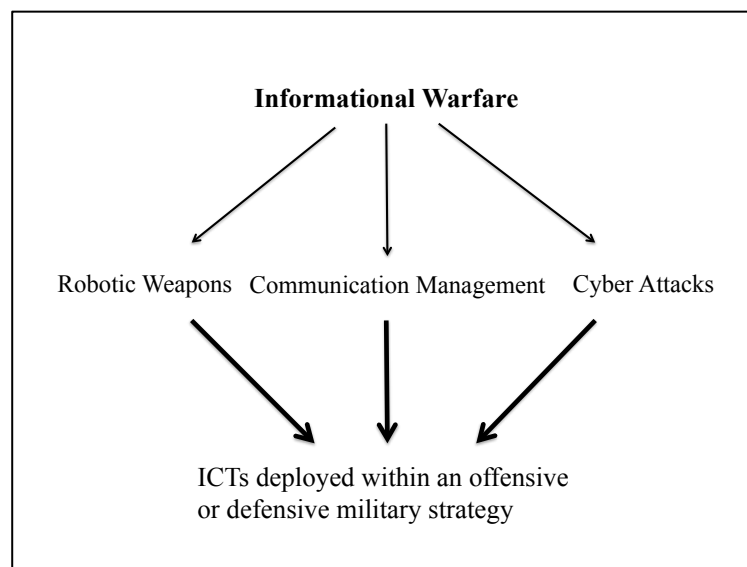 Informational Warfare
Robotic Weapons Communication Management Cyber Attacks
ICTs deployed within an offensive
or defensive military strategy